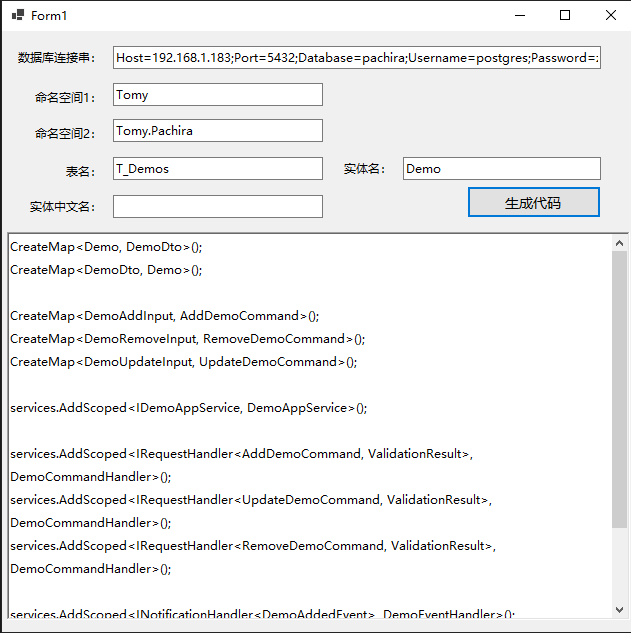 Form1
数据库连接串： Host=192.168.1.183;Port=5432;Database=pachira;Username=postgres;Password=
命名空间1： Tomy
命名空间2： Tomy.Pachira
表名： T_Demos 实体名： Demo
实体中文名： 生成代码
CreateMap<Demo, DemoDto>();
CreateMap<DemoDto, Demo>();
CreateMap<DemoAddInput, AddDemoCommand>();
CreateMap<DemoRemoveInput, RemoveDemoCommand>();
CreateMap<DemoUpdateInput, UpdateDemoCommand>();
services.AddScoped<IDemoAppService, DemoAppService>();
services.AddScoped<IRequestHandler<AddDemoCommand, ValidationResult>,
DemoCommandHandler>();
services.AddScoped<IRequestHandler<UpdateDemoCommand, ValidationResult>,
DemoCommandHandler>();
services.AddScoped<IRequestHandler<RemoveDemoCommand, ValidationResult>,
DemoCommandHandler>();
services.AddScoped<INotificationHandler<DemoAddedEvent>, DemoEventHandler>();